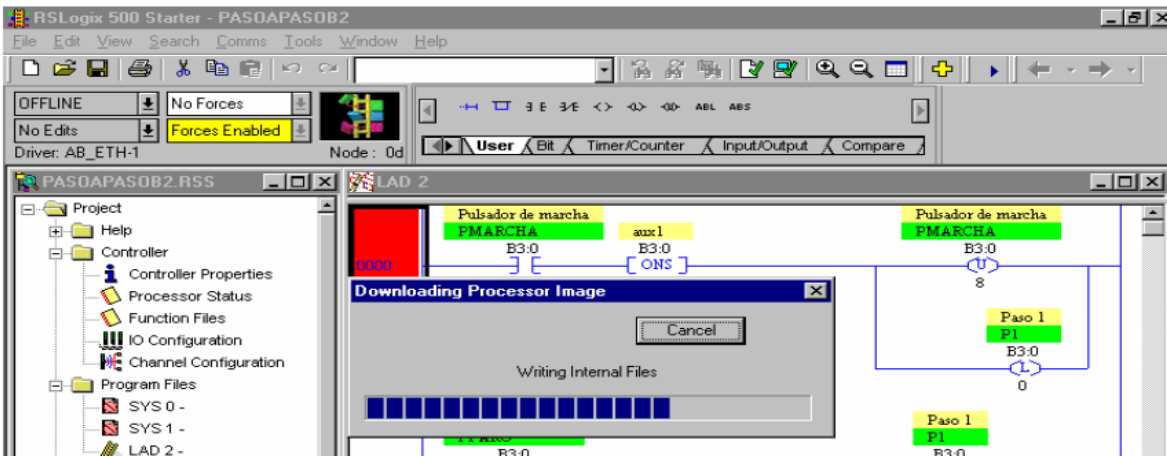 RSLogix 500 Starter - PASOAPASOB2
File Edit View Search Comms Tools Window Help
OFFLINE No Forces
No Edits Forces Enabled
Driver: AB_ETH-1 Node : 0d
ABL ABS
User Bit Timer/Counter Input/Output Compare
PASOAPASOB2.RSS
Project
Help
Controller
Controller Properties
Processor Status
Function Files
IO Configuration
Channel Configuration
Program Files
SYS 0 -
SYS 1 -
LAD 2 -
LAD 2
Pulsador de marcha
PMARCHA aux1
B3:0 B3:0
0000 ONS
Pulsador de marcha
PMARCHA
B3:0
U
8
Paso 1
P1
B3:0
L
0
Downloading Processor Image
Cancel
Writing Internal Files
B3:0
Paso 1
P1
B3:0